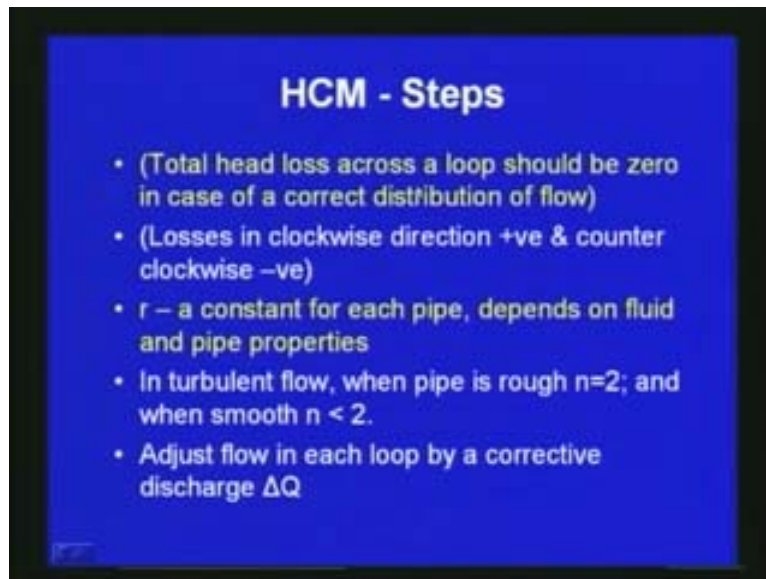 HCM - Steps
• (Total head loss across a loop should be zero
in case of a correct distribution of flow)
• (Losses in clockwise direction +ve & counter
clockwise –ve)
• r – a constant for each pipe, depends on fluid
and pipe properties
• In turbulent flow, when pipe is rough n=2; and
when smooth n < 2.
• Adjust flow in each loop by a corrective
discharge ΔQ